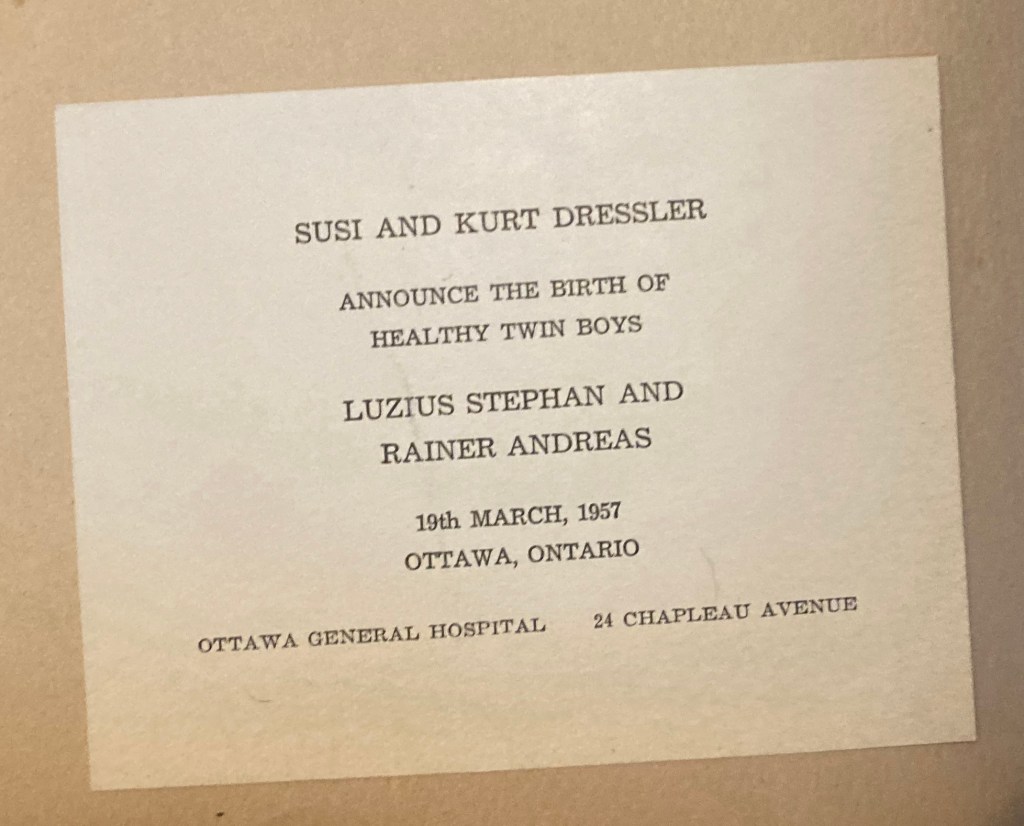 SUSI AND KURT DRESSLER
ANNOUNCE THE BIRTH OF
HEALTHY TWIN BOYS
LUZIUS STEPHAN AND
RAINER ANDREAS
19th MARCH, 1957
OTTAWA, ONTARIO
OTTAWA GENERAL HOSPITAL 24 CHAPLEAU AVENUE